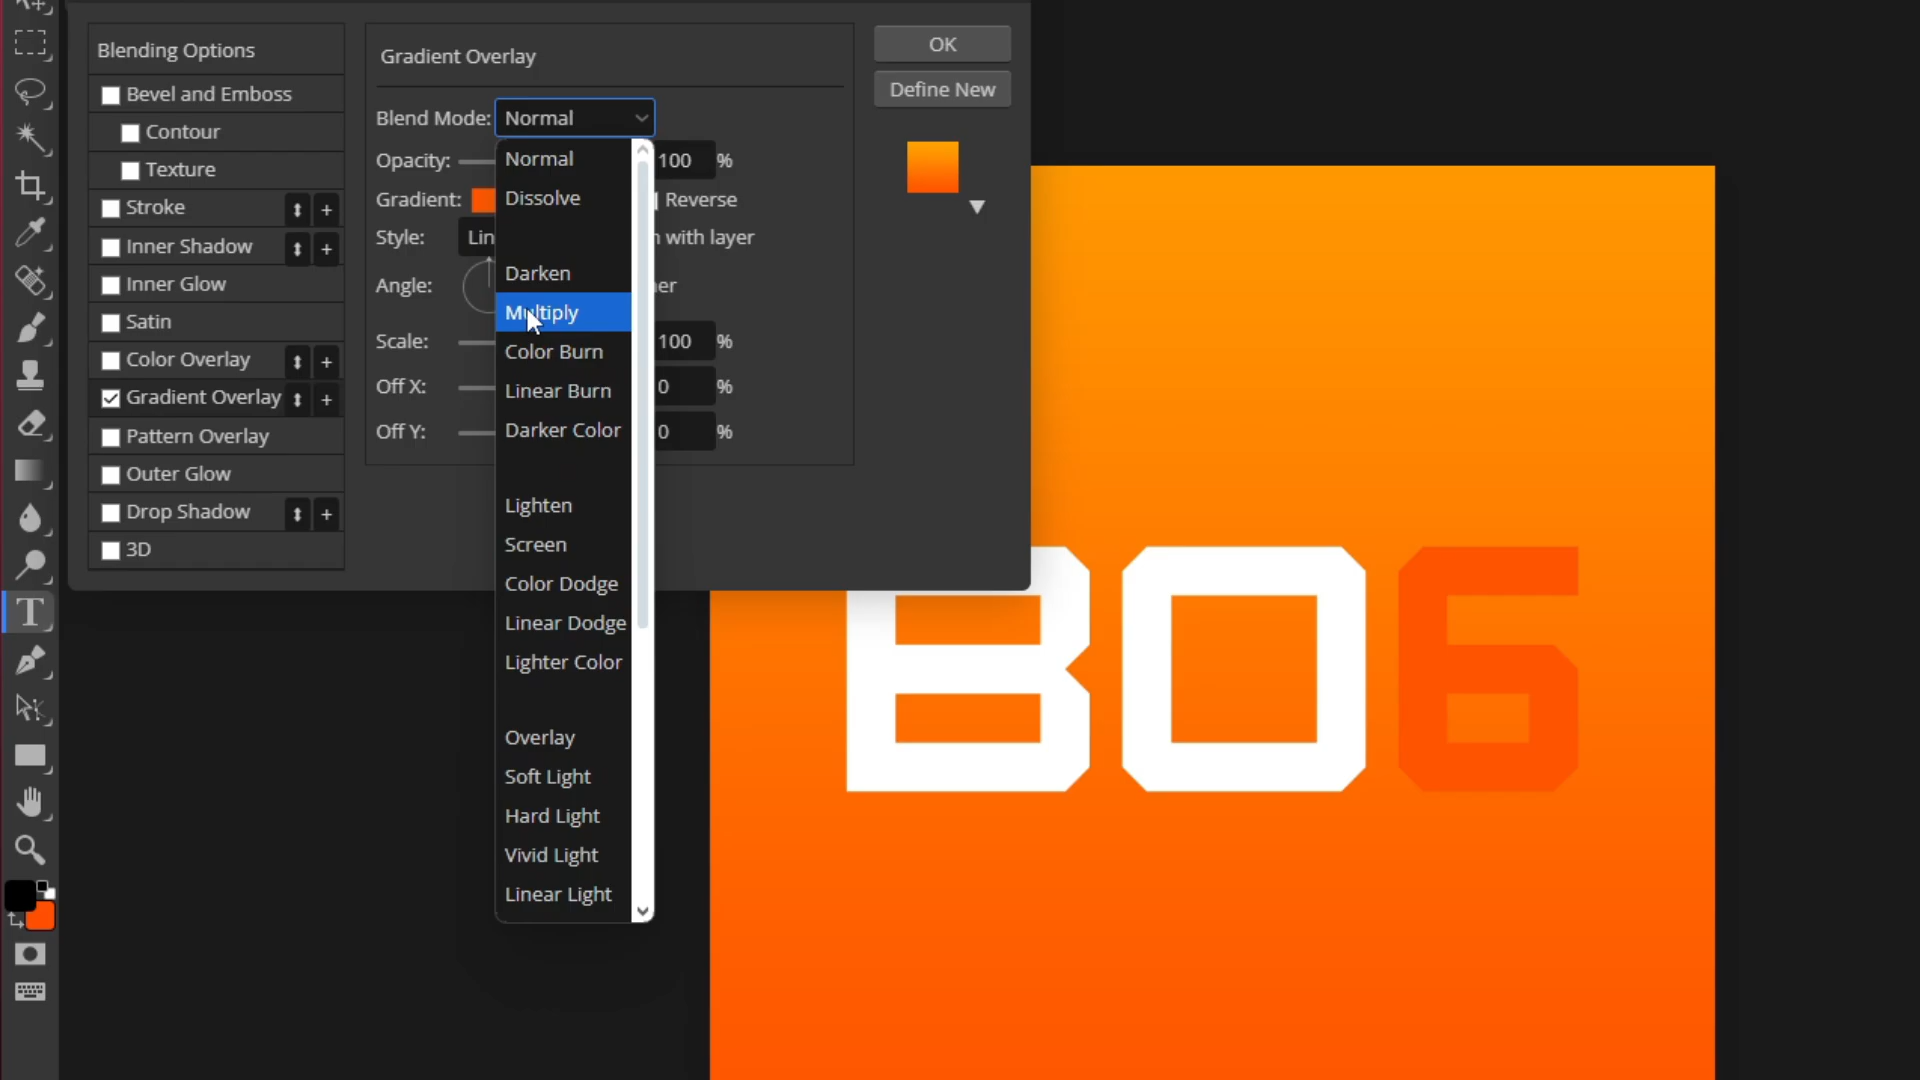 Blending Options
Bevel and Emboss
Contour
Texture
Stroke
Inner Shadow
Inner Glow
Satin
Color Overlay
Gradient Overlay
Pattern Overlay
Outer Glow
Drop Shadow
3D
Gradient Overlay
Blend Mode: Normal
Opacity: 100 %
Gradient: Reverse
Style: Lin with layer
Angle:
Scale: 100 %
Off X: 0 %
Off Y: 0 %
Normal
Dissolve
Darken
Multiply
Color Burn
Linear Burn
Darker Color
Lighten
Screen
Color Dodge
Linear Dodge
Lighter Color
Overlay
Soft Light
Hard Light
Vivid Light
Linear Light
OK
Define New
T
BO6